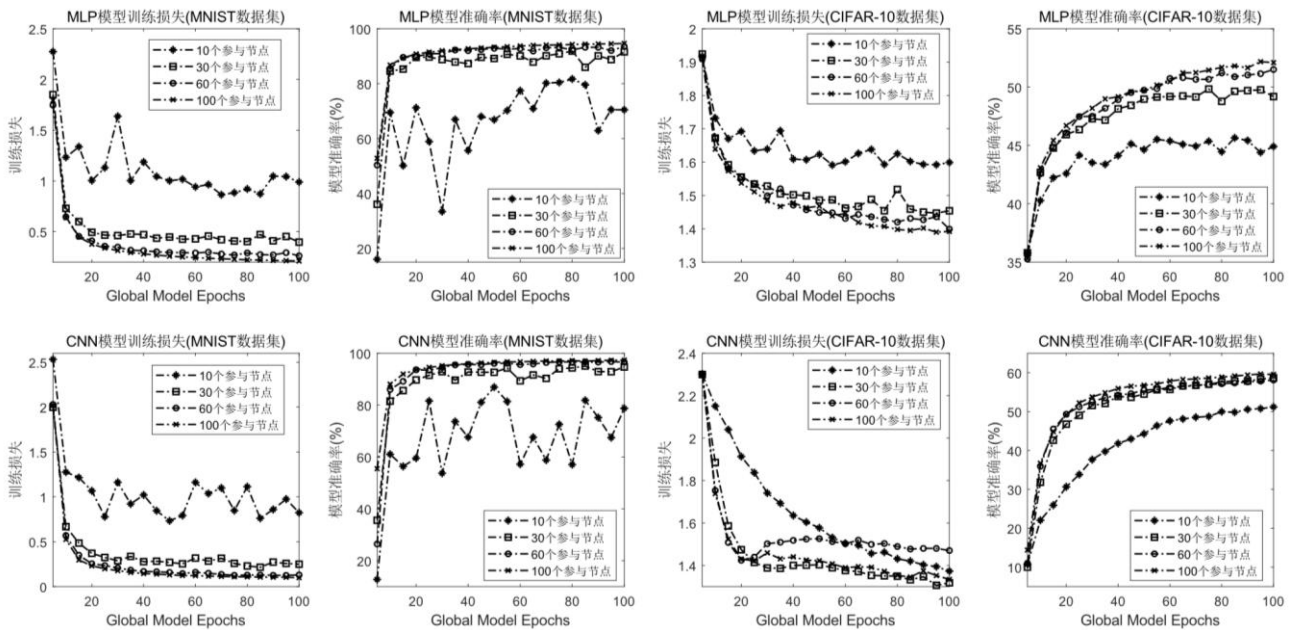 MLP模型训练损失(MNIST数据集)
2.5
2
1.5
1
0.5
训练损失
10个参与节点
30个参与节点
60个参与节点
100个参与节点
20 40 60 80 100
Global Model Epochs
MLP模型准确率(MNIST数据集)
100
80
60
40
20
模型准确率(%)
10个参与节点
30个参与节点
60个参与节点
100个参与节点
20 40 60 80 100
Global Model Epochs
MLP模型训练损失(CIFAR-10数据集)
2
1.9
1.8
1.7
1.6
1.5
1.4
1.3
训练损失
10个参与节点
30个参与节点
60个参与节点
100个参与节点
20 40 60 80 100
Global Model Epochs
MLP模型准确率(CIFAR-10数据集)
55
50
45
40
35
模型准确率(%)
10个参与节点
30个参与节点
60个参与节点
100个参与节点
20 40 60 80 100
Global Model Epochs
CNN模型训练损失(MNIST数据集)
2.5
2
1.5
1
0.5
0
训练损失
10个参与节点
30个参与节点
60个参与节点
100个参与节点
20 40 60 80 100
Global Model Epochs
CNN模型准确率(MNIST数据集)
100
80
60
40
20
模型准确率(%)
10个参与节点
30个参与节点
60个参与节点
100个参与节点
20 40 60 80 100
Global Model Epochs
CNN模型训练损失(CIFAR-10数据集)
2.4
2.2
2
1.8
1.6
1.4
训练损失
10个参与节点
30个参与节点
60个参与节点
100个参与节点
20 40 60 80 100
Global Model Epochs
CNN模型准确率(CIFAR-10数据集)
60
50
40
30
20
10
模型准确率(%)
10个参与节点
30个参与节点
60个参与节点
100个参与节点
20 40 60 80 100
Global Model Epochs